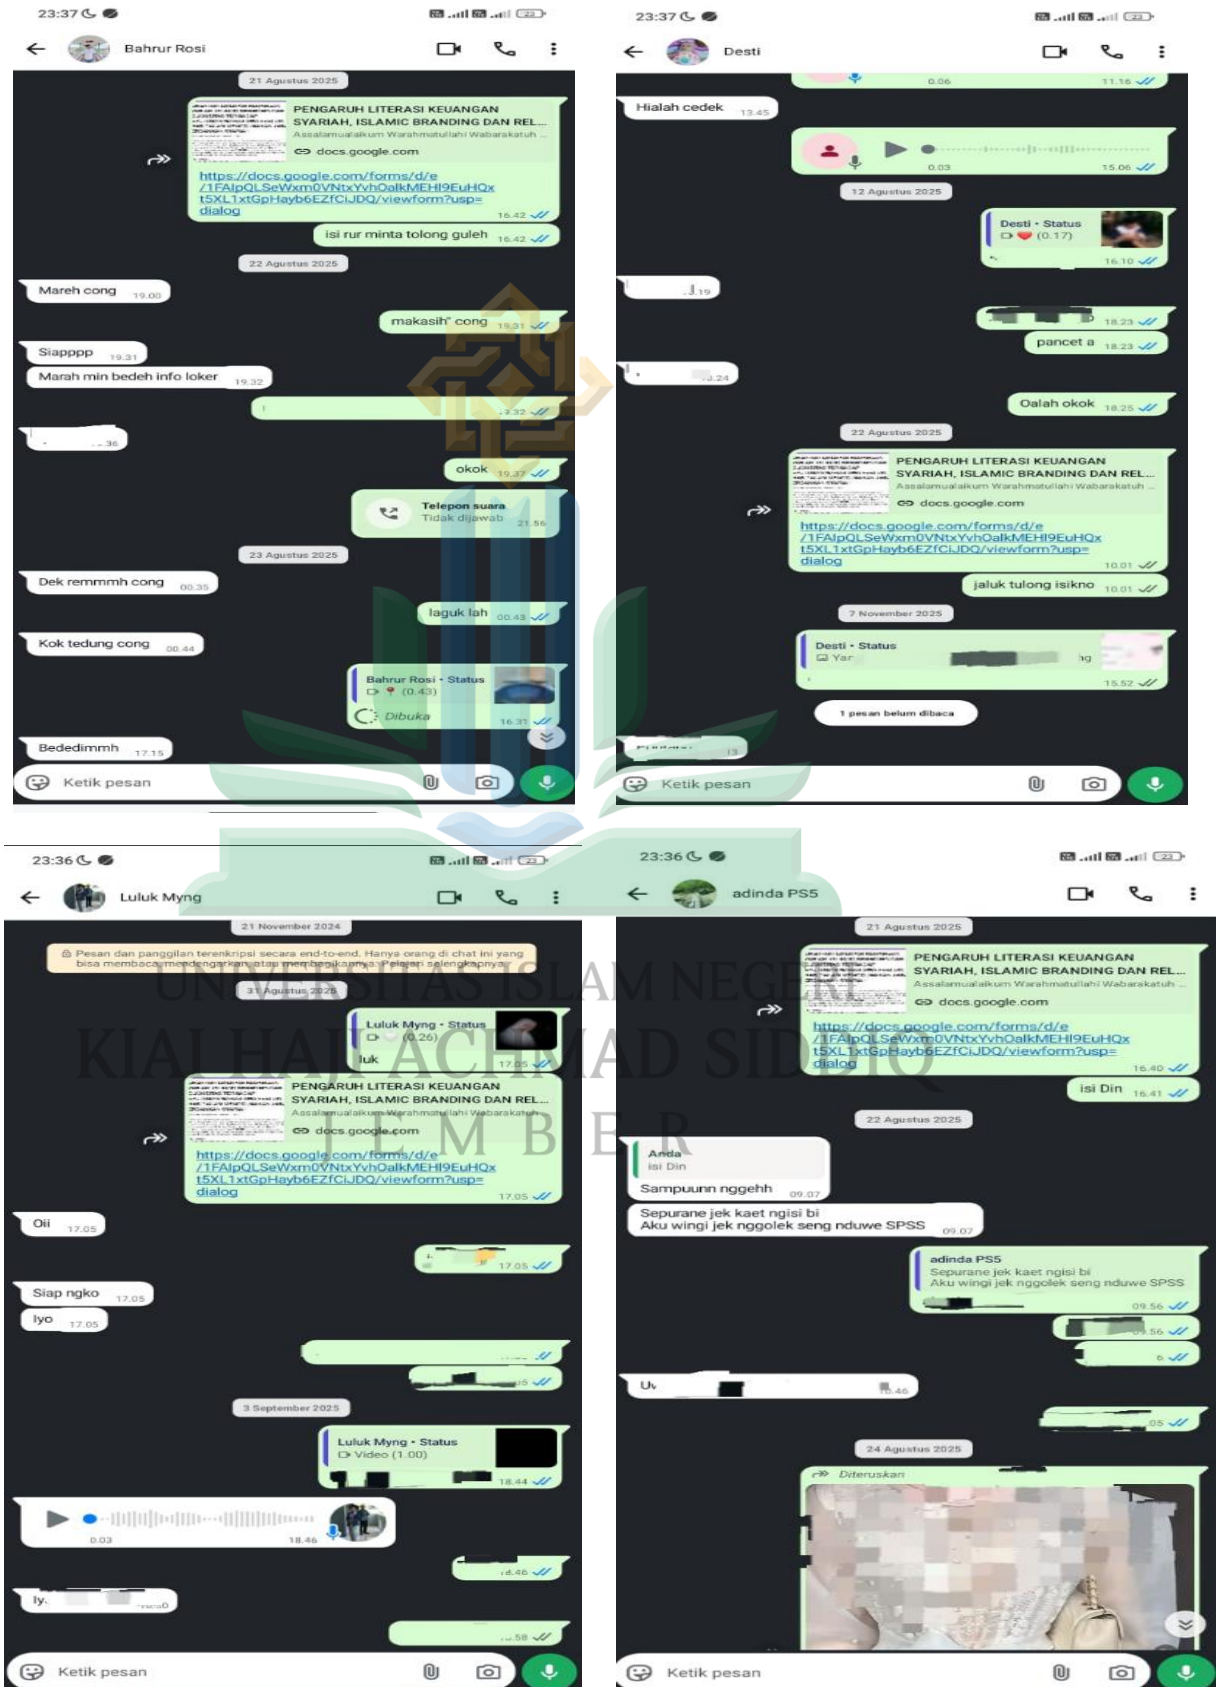 23:37
23
Bahrur Rosi
21 Agustus 2025
PENGARUH LITERASI KEUANGAN
SYARIAH, ISLAMIC BRANDING DAN REL...
Assalamualaikum Warahmatullahi Wabarakatuh ...
docs.google.com
https://docs.google.com/forms/d/e
/1FAIpQLSeWxm0VNtxYvhOalkMEHl9EuHQx
t5XL1xtGpHayb6EZfCiJDQ/viewform?usp=
dialog
16.42
isi rur minta tolong guleh 16.42
22 Agustus 2025
Mareh cong 19.00
makasih" cong 19.31
Siapppp 19.31
Marah min bedeh info loker 19.32
okok 19.37
Telepon suara
Tidak dijawab 21.56
23 Agustus 2025
Dek remmmh cong 00.35
laguk lah 00.43
Kok tedung cong 00.44
Bahrur Rosi • Status
(0.43)
Dibuka 16.31
Bededimmh 17.15
Ketik pesan
23:37
23
Desti
0.06 11.16
Hialah cedek 13.45
0.03 15.06
12 Agustus 2025
Desti • Status
(0.17)
16.10
18.23
pancet a 18.23
Oalah okok 18.25
22 Agustus 2025
PENGARUH LITERASI KEUANGAN
SYARIAH, ISLAMIC BRANDING DAN REL...
Assalamualaikum Warahmatullahi Wabarakatuh ...
docs.google.com
https://docs.google.com/forms/d/e
/1FAIpQLSeWxm0VNtxYvhOalkMEHl9EuHQx
t5XL1xtGpHayb6EZfCiJDQ/viewform?usp=
dialog
10.01
jaluk tulong isikno 10.01
7 November 2025
Desti • Status
15.52
1 pesan belum dibaca
Ketik pesan
23:36
23
Luluk Myng
21 November 2024
Pesan dan panggilan terenkripsi secara end-to-end. Hanya orang di chat ini yang
bisa membaca, mendengarkan, atau membagikannya. Pelajari selengkapnya
31 Agustus 2025
Luluk Myng • Status
(0.26)
luk 17.05
PENGARUH LITERASI KEUANGAN
SYARIAH, ISLAMIC BRANDING DAN REL...
Assalamualaikum Warahmatullahi Wabarakatuh ...
docs.google.com
https://docs.google.com/forms/d/e
/1FAIpQLSeWxm0VNtxYvhOalkMEHl9EuHQx
t5XL1xtGpHayb6EZfCiJDQ/viewform?usp=
dialog
17.05
Oii 17.05
17.05
Siap ngko 17.05
Iyo 17.05
3 September 2025
Luluk Myng • Status
Video (1.00)
18.44
0.03 18.46
Ketik pesan
23:36
23
adinda PS5
21 Agustus 2025
PENGARUH LITERASI KEUANGAN
SYARIAH, ISLAMIC BRANDING DAN REL...
Assalamualaikum Warahmatullahi Wabarakatuh ...
docs.google.com
https://docs.google.com/forms/d/e
/1FAIpQLSeWxm0VNtxYvhOalkMEHl9EuHQx
t5XL1xtGpHayb6EZfCiJDQ/viewform?usp=
dialog
16.40
isi Din 16.41
22 Agustus 2025
Anda
isi Din
Sampuunn nggehh 09.07
Sepurane jek kaet ngisi bi
Aku wingi jek nggolek seng nduwe SPSS 09.07
adinda PS5
Sepurane jek kaet ngisi bi
Aku wingi jek nggolek seng nduwe SPSS
09.56
24 Agustus 2025
Diteruskan
Ketik pesan
UNIVERSITAS ISLAM NEGERI
KIAI HAJI ACHMAD SIDDIQ
JEMBER